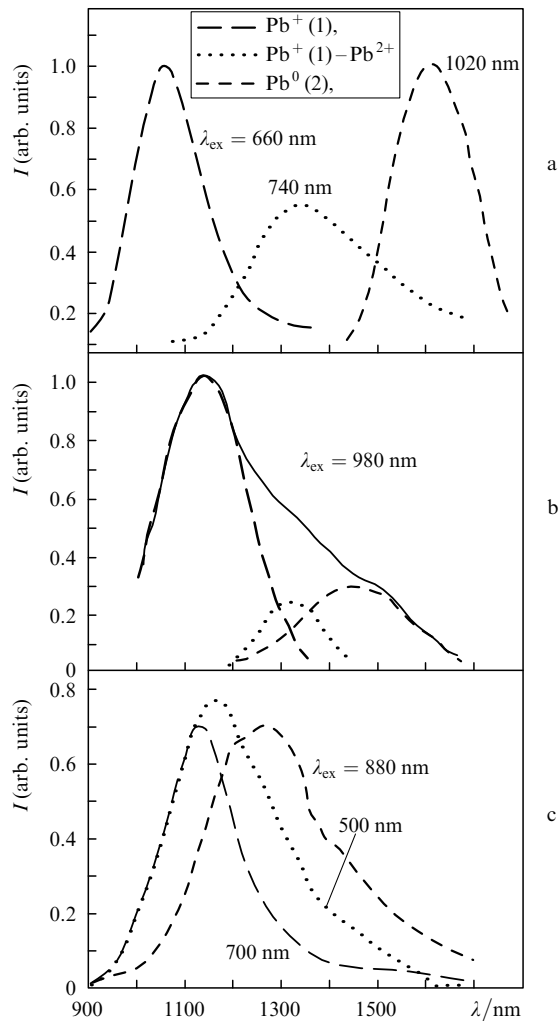 Pb⁺ (1),
Pb⁺ (1) – Pb²⁺
Pb⁰ (2),
I (arb. units)
1.0
0.8
0.6
0.4
0.2
λex = 660 nm
740 nm
1020 nm
a
I (arb. units)
1.0
0.8
0.6
0.4
0.2
0
λex = 980 nm
b
I (arb. units)
0.8
0.6
0.4
0.2
0
λex = 880 nm
500 nm
700 nm
c
900 1100 1300 1500 λ/nm